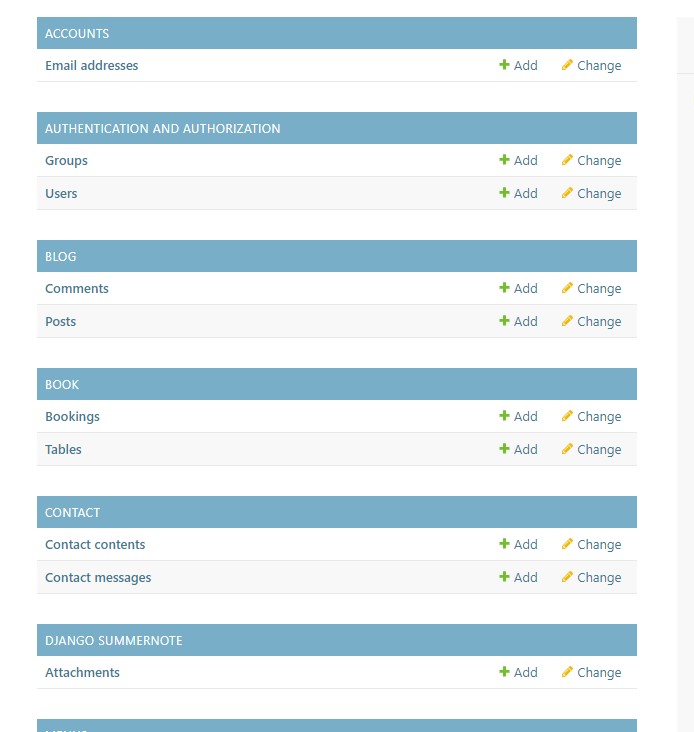 ACCOUNTS
Email addresses Add Change
AUTHENTICATION AND AUTHORIZATION
Groups Add Change
Users Add Change
BLOG
Comments Add Change
Posts Add Change
BOOK
Bookings Add Change
Tables Add Change
CONTACT
Contact contents Add Change
Contact messages Add Change
DJANGO SUMMERNOTE
Attachments Add Change